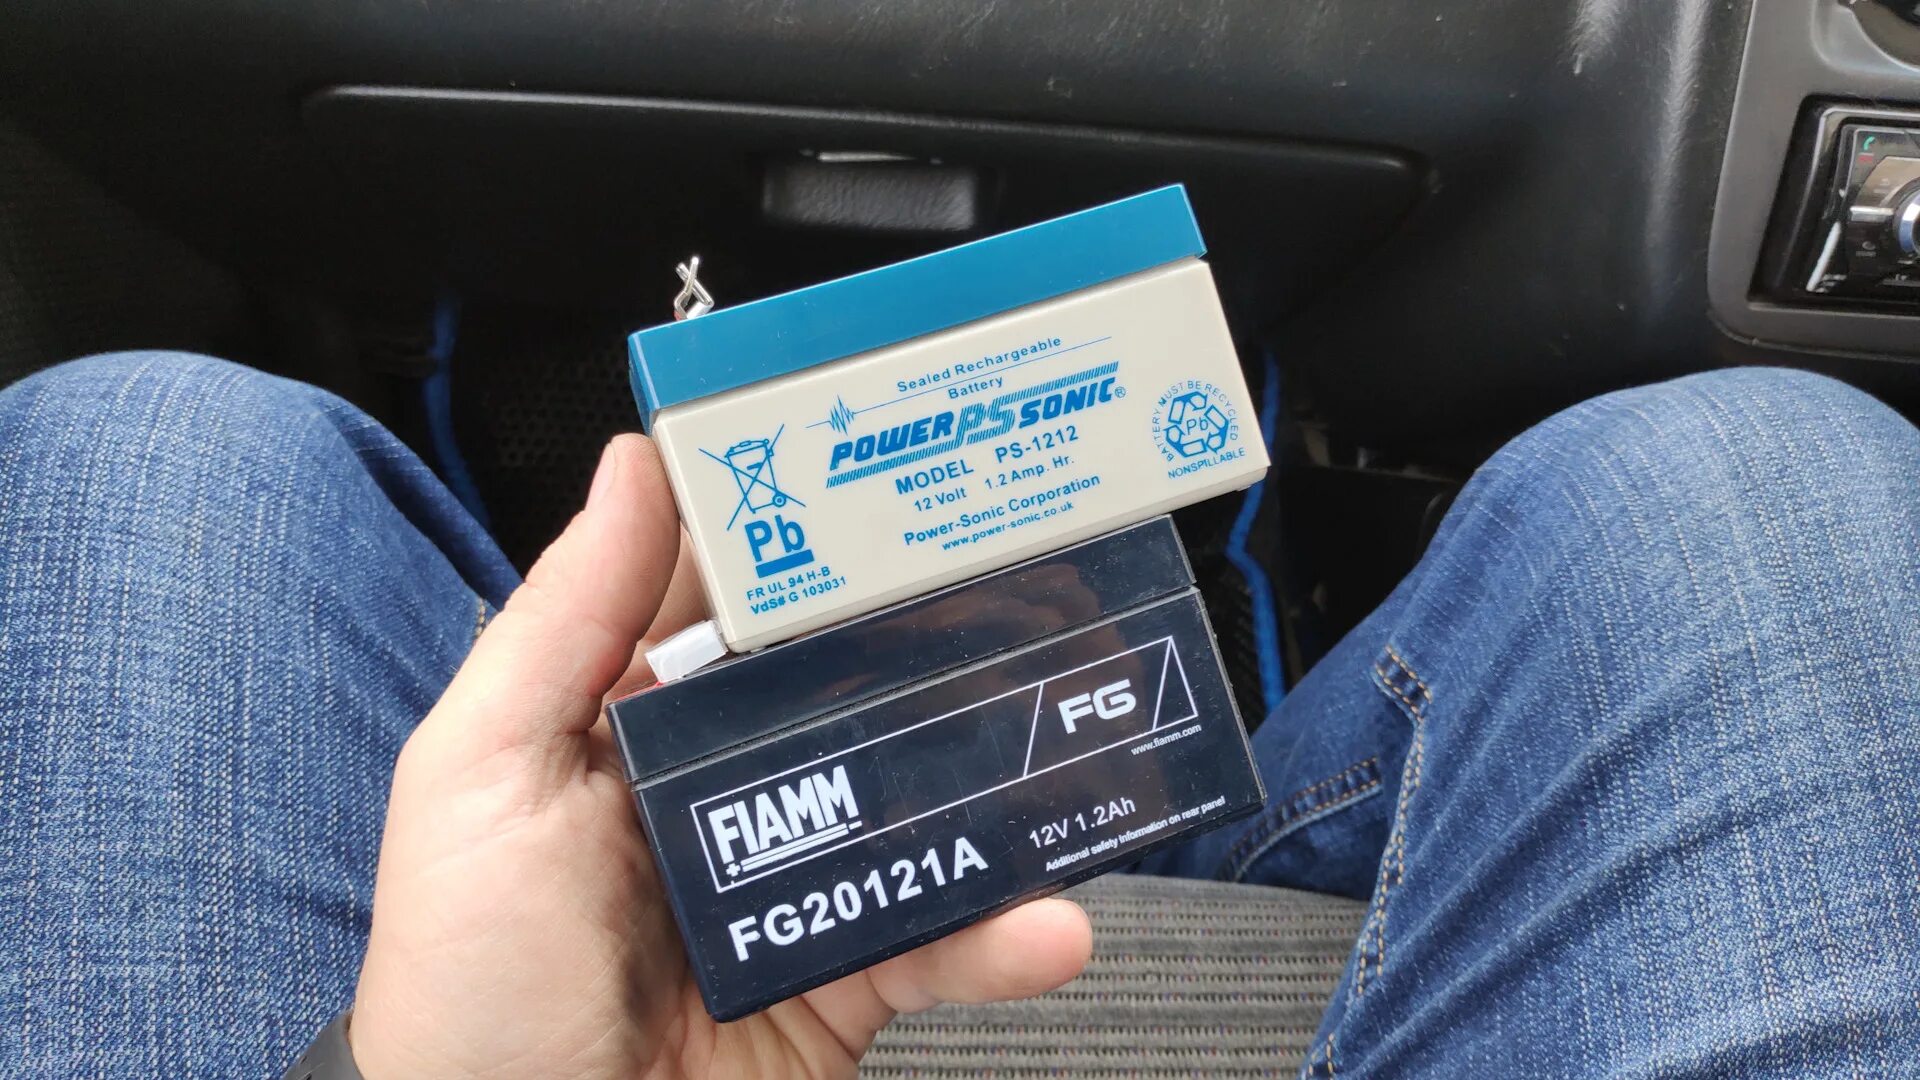 Sealed Rechargeable
Battery
POWER PS SONIC®
MODEL PS-1212
12 Volt 1.2 Amp. Hr.
Power-Sonic Corporation
www.power-sonic.co.uk
Pb
FR UL 94 H-B
VdS# G 103031
BATTERY MUST BE RECYCLED
Pb
NONSPILLABLE
FG
www.fiamm.com
FIAMM
+ -
12V 1.2Ah
FG20121A
Additional safety information on rear panel